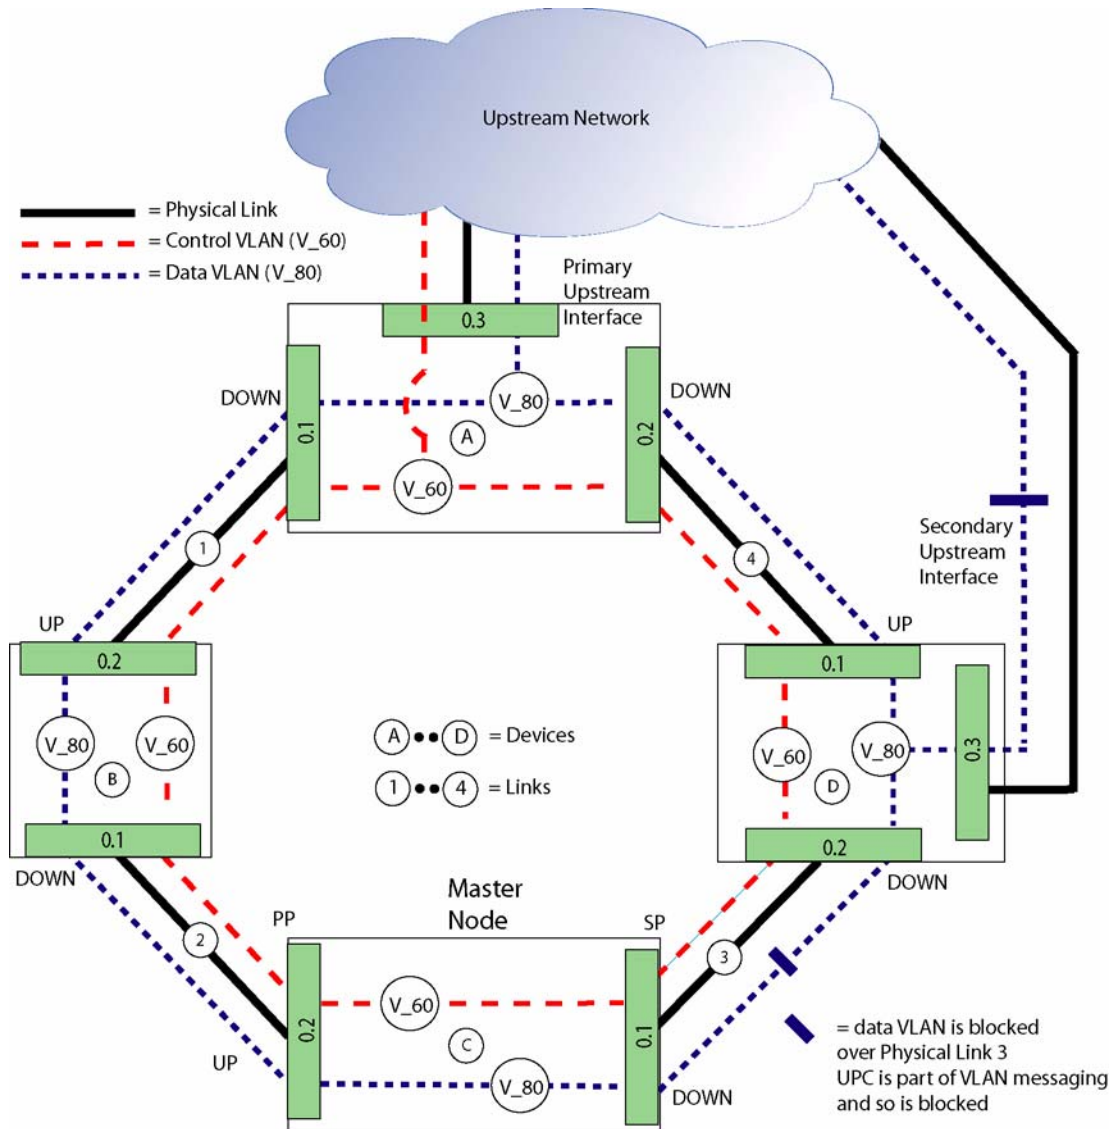 Upstream Network
= Physical Link
= Control VLAN (V_60)
= Data VLAN (V_80)
Primary
Upstream
Interface
0.3
DOWN
V_80
DOWN
0.1
A
0.2
V_60
1
4
Secondary
Upstream
Interface
UP
UP
0.2
0.1
V_80
V_60
B
A
D
= Devices
1
4
= Links
V_60
V_80
D
0.3
0.1
0.2
DOWN
DOWN
Master
Node
PP
SP
2
3
V_60
0.2
0.1
C
UP
V_80
DOWN
= data VLAN is blocked
over Physical Link 3
UPC is part of VLAN messaging
and so is blocked